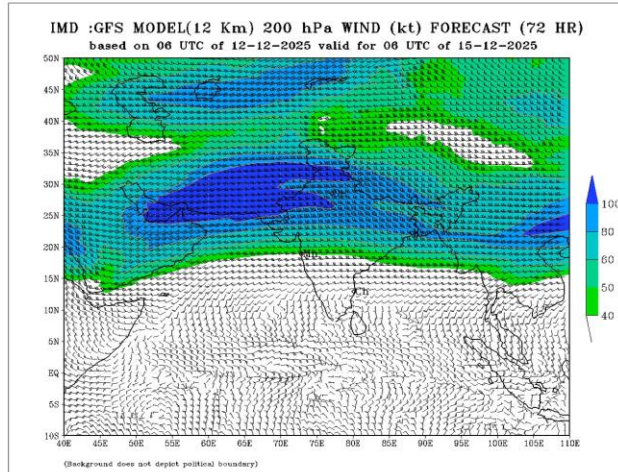 IMD :GFS MODEL(12 Km) 200 hPa WIND (kt) FORECAST (72 HR)
based on 06 UTC of 12-12-2025 valid for 06 UTC of 15-12-2025
50N
45N
40N
35N
30N
25N
20N
15N
10N
5N
EQ
5S
10S
40E 45E 50E 55E 60E 65E 70E 75E 80E 85E 90E 95E 100E 105E 110E
100
80
60
50
40
Ch
(Background does not depict political boundary)